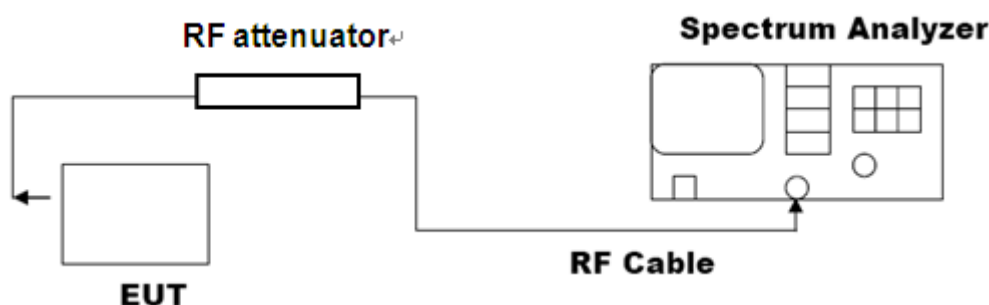 RF attenuator↵
Spectrum Analyzer
RF Cable
EUT